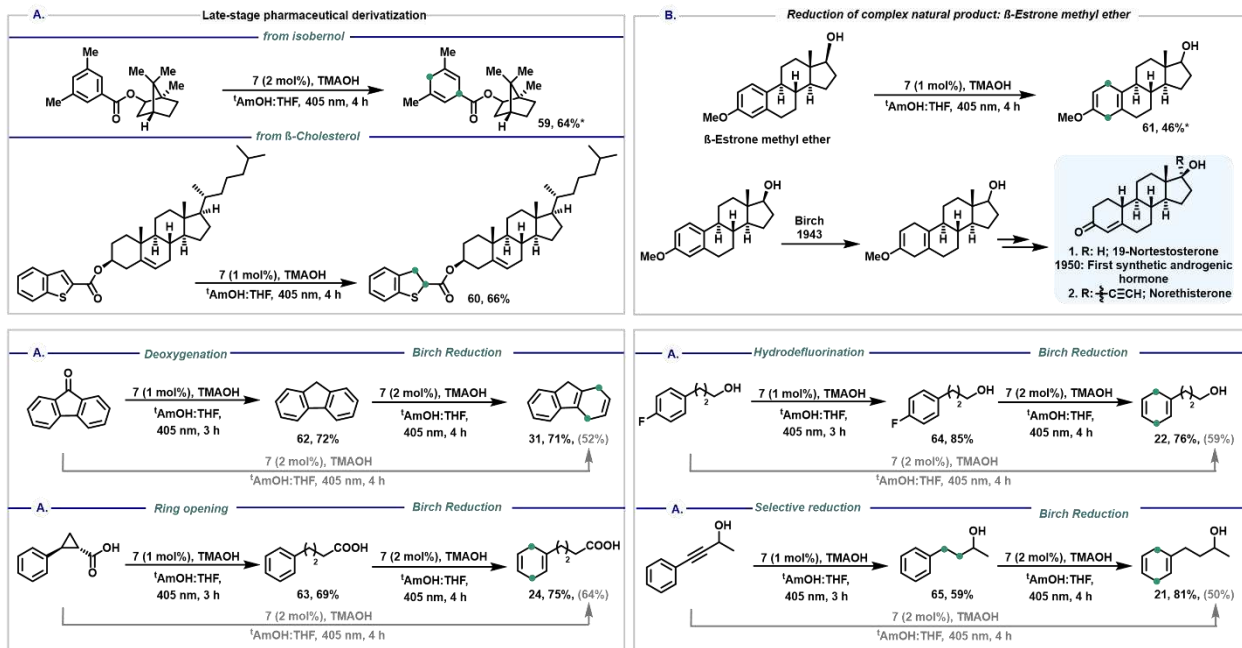 A.
Late-stage pharmaceutical derivatization
from isobernol
Me
Me
O
O
Me
Me
Me
H
7 (2 mol%), TMAOH
ᵗAmOH:THF, 405 nm, 4 h
Me
Me
O
O
Me
Me
Me
H
59, 64%*
from ß-Cholesterol
H
H
H
O
O
S
7 (1 mol%), TMAOH
ᵗAmOH:THF, 405 nm, 4 h
H
H
H
O
O
S
60, 66%
B.
Reduction of complex natural product: ß-Estrone methyl ether
OH
H
H
H
MeO
ß-Estrone methyl ether
7 (1 mol%), TMAOH
ᵗAmOH:THF, 405 nm, 4 h
OH
H
H
H
MeO
61, 46%*
OH
H
H
H
MeO
Birch
1943
OH
H
H
H
MeO
R
OH
H
H
H
H
O
1. R: H; 19-Nortestosterone
1950: First synthetic androgenic
hormone
2. R: C≡CH; Norethisterone
A.
Deoxygenation
Birch Reduction
O
7 (1 mol%), TMAOH
ᵗAmOH:THF,
405 nm, 3 h
62, 72%
7 (2 mol%), TMAOH
ᵗAmOH:THF,
405 nm, 4 h
31, 71%, (52%)
7 (2 mol%), TMAOH
ᵗAmOH:THF, 405 nm, 4 h
A.
Ring opening
Birch Reduction
OH
O
7 (1 mol%), TMAOH
ᵗAmOH:THF,
405 nm, 3 h
( )2 COOH
63, 69%
7 (2 mol%), TMAOH
ᵗAmOH:THF,
405 nm, 4 h
( )2 COOH
24, 75%, (64%)
7 (2 mol%), TMAOH
ᵗAmOH:THF, 405 nm, 4 h
A.
Hydrodefluorination
Birch Reduction
F
( )2 OH
7 (1 mol%), TMAOH
ᵗAmOH:THF,
405 nm, 3 h
F
( )2 OH
64, 85%
7 (2 mol%), TMAOH
ᵗAmOH:THF,
405 nm, 4 h
( )2 OH
22, 76%, (59%)
7 (2 mol%), TMAOH
ᵗAmOH:THF, 405 nm, 4 h
A.
Selective reduction
Birch Reduction
OH
7 (1 mol%), TMAOH
ᵗAmOH:THF,
405 nm, 3 h
OH
65, 59%
7 (2 mol%), TMAOH
ᵗAmOH:THF,
405 nm, 4 h
OH
21, 81%, (50%)
7 (2 mol%), TMAOH
ᵗAmOH:THF, 405 nm, 4 h